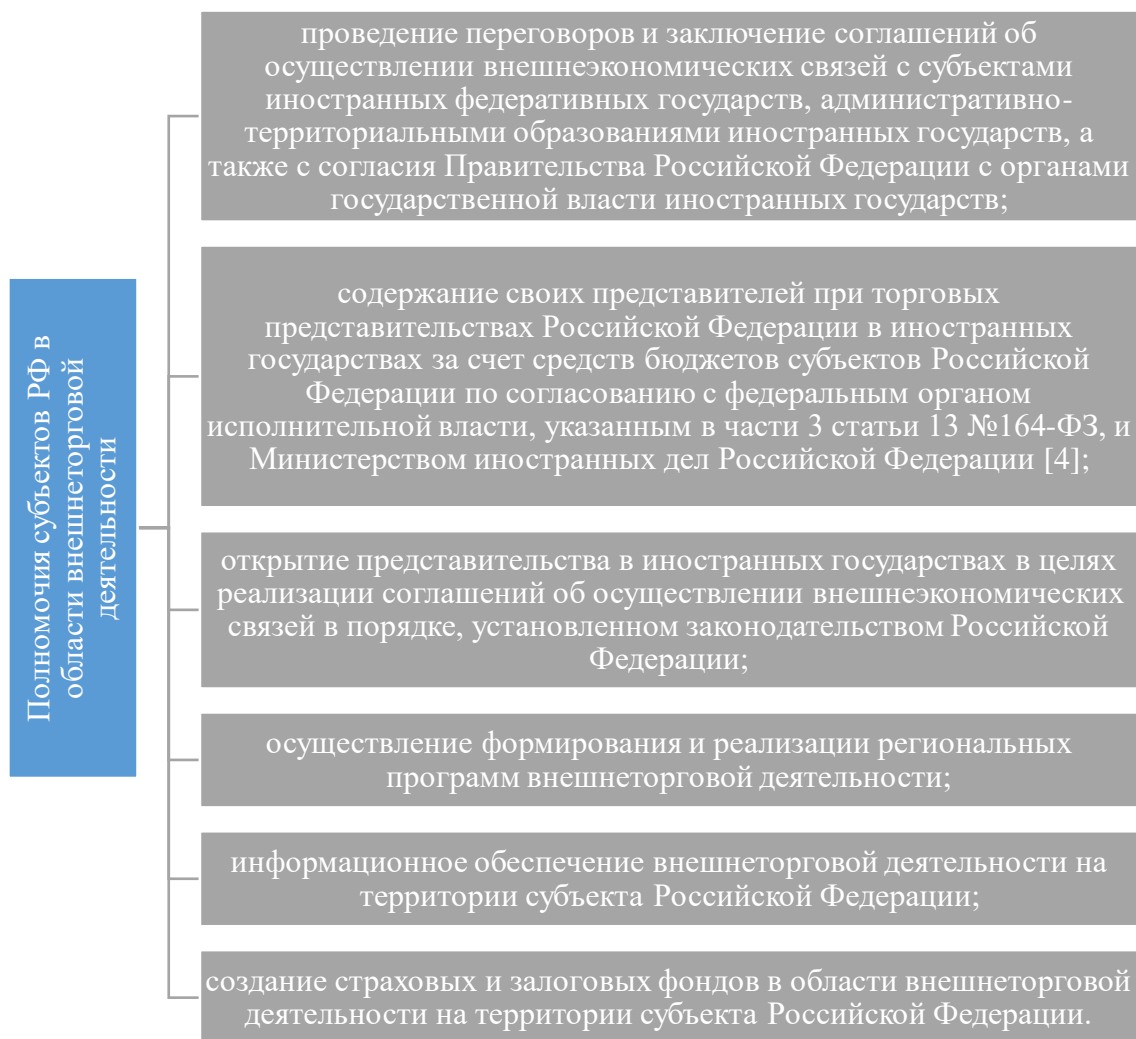 Полномочия субъектов РФ в
области внешнеторговой
деятельности
проведение переговоров и заключение соглашений об
осуществлении внешнеэкономических связей с субъектами
иностранных федеративных государств, административно-
территориальными образованиями иностранных государств, а
также с согласия Правительства Российской Федерации с органами
государственной власти иностранных государств;
содержание своих представителей при торговых
представительствах Российской Федерации в иностранных
государствах за счет средств бюджетов субъектов Российской
Федерации по согласованию с федеральным органом
исполнительной власти, указанным в части 3 статьи 13 №164-ФЗ, и
Министерством иностранных дел Российской Федерации [4];
открытие представительства в иностранных государствах в целях
реализации соглашений об осуществлении внешнеэкономических
связей в порядке, установленном законодательством Российской
Федерации;
осуществление формирования и реализации региональных
программ внешнеторговой деятельности;
информационное обеспечение внешнеторговой деятельности на
территории субъекта Российской Федерации;
создание страховых и залоговых фондов в области внешнеторговой
деятельности на территории субъекта Российской Федерации.